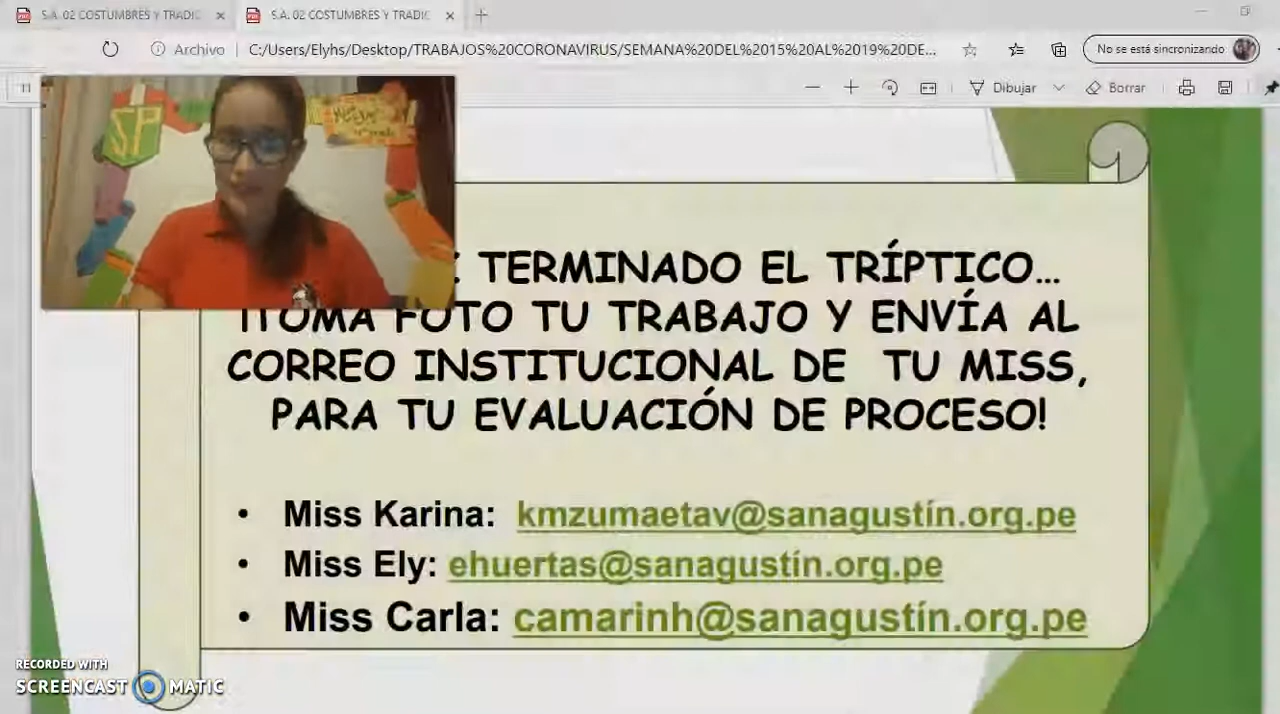 S.A. 02 COSTUMBRES Y TRADIC
S.A. 02 COSTUMBRES Y TRADIC
Archivo
C:/Users/Elyhs/Desktop/TRABAJOS%20CORONAVIRUS/SEMANA%20DEL%2015%20AL%2019%20DE...
No se está sincronizando
11
Dibujar
Borrar
SP
TERMINADO EL TRÍPTICO...
¡TOMA FOTO TU TRABAJO Y ENVÍA AL
CORREO INSTITUCIONAL DE TU MISS,
PARA TU EVALUACIÓN DE PROCESO!
• Miss Karina: kmzumaetav@sanagustín.org.pe
• Miss Ely: ehuertas@sanagustín.org.pe
• Miss Carla: camarinh@sanagustín.org.pe
RECORDED WITH
SCREENCAST MATIC